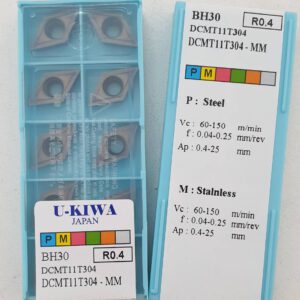 BH30
R0.4
DCMT11T304
DCMT11T304 - MM
P M
P : Steel
Vc : 60-150 m/min
f : 0.04-0.25 mm/rev
Ap : 0.4-25 mm
M : Stainless
Vc : 60-150 m/min
f : 0.04-0.25 mm/rev
Ap : 0.4-25 mm
U-KIWA
JAPAN
P M
BH30
R0.4
DCMT11T304
DCMT11T304 - MM